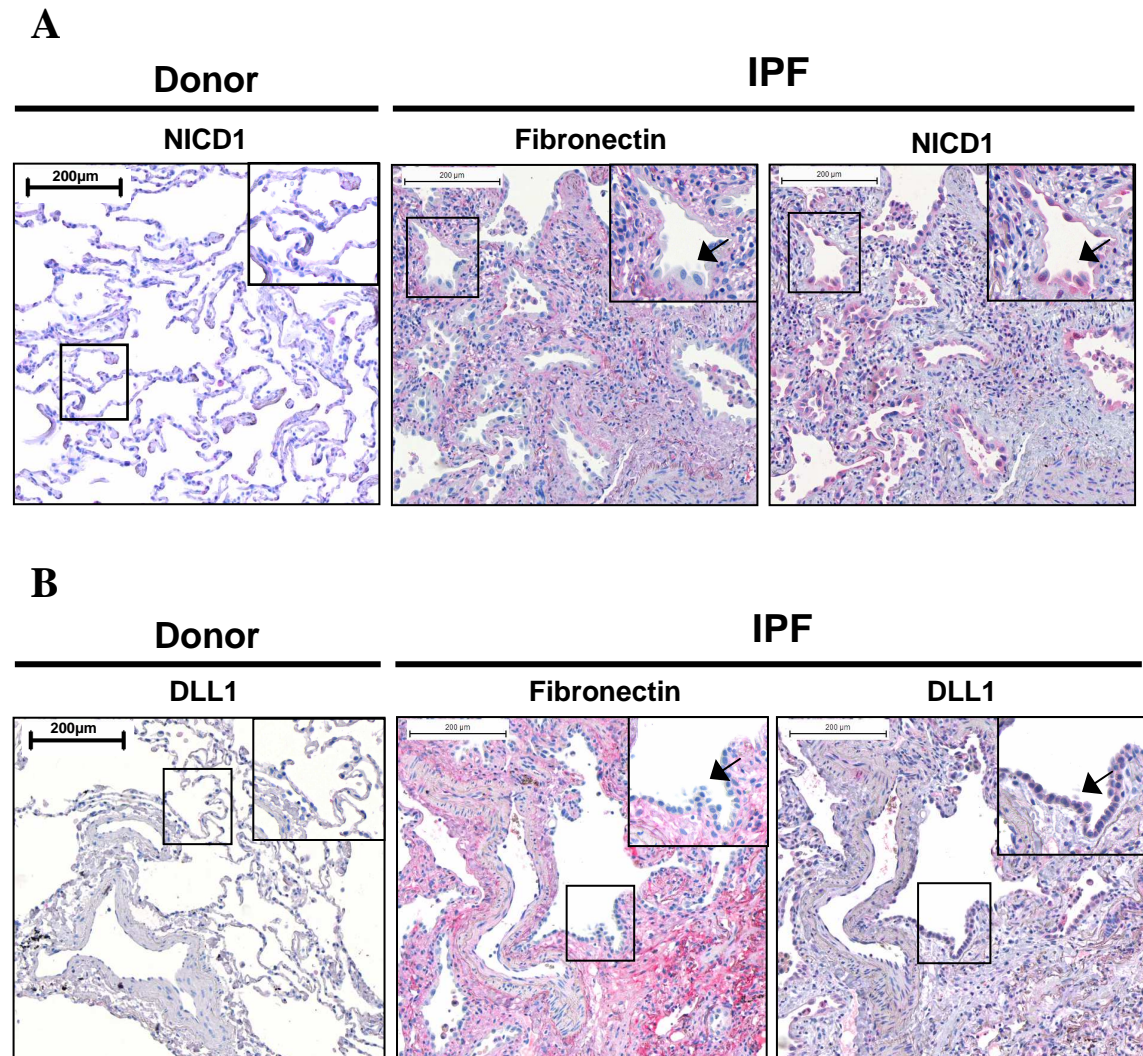 A
Donor
IPF
NICD1
Fibronectin
NICD1
200µm
200 µm
200 µm
B
Donor
IPF
DLL1
Fibronectin
DLL1
200µm
200 µm
200 µm